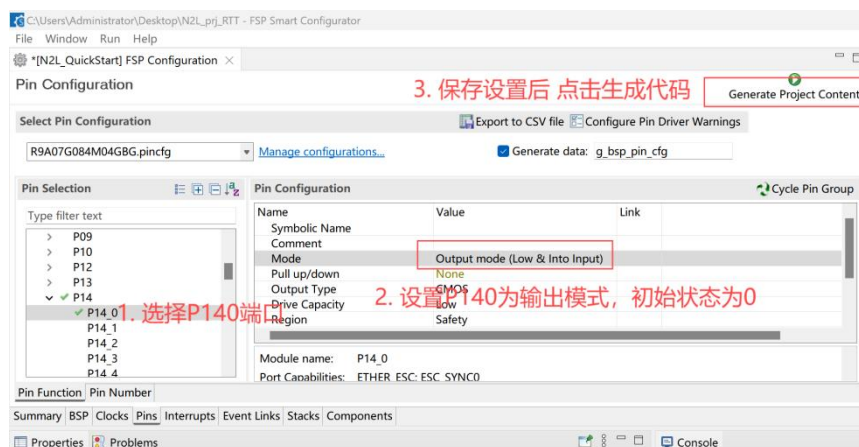 C:\Users\Administrator\Desktop\N2L_prj_RTT - FSP Smart Configurator
File Window Run Help
*[N2L_QuickStart] FSP Configuration
Pin Configuration
3. 保存设置后 点击生成代码
Generate Project Content
Select Pin Configuration
Export to CSV file Configure Pin Driver Warnings
R9A07G084M04GBG.pincfg
Manage configurations...
Generate data: g_bsp_pin_cfg
Pin Selection
Pin Configuration
Cycle Pin Group
Type filter text
Name Value Link
Symbolic Name
Comment
Mode Output mode (Low & Into Input)
Pull up/down None
Output Type CMOS
Drive Capacity Low
Region Safety
P09
P10
P12
P13
P14
P14_0
P14_1
P14_2
P14_3
P14_4
1. 选择P140端口
2. 设置P140为输出模式，初始状态为0
Module name: P14_0
Port Capabilities: ETHER_ESC: ESC_SYNC0
Pin Function Pin Number
Summary BSP Clocks Pins Interrupts Event Links Stacks Components
Properties Problems
Console